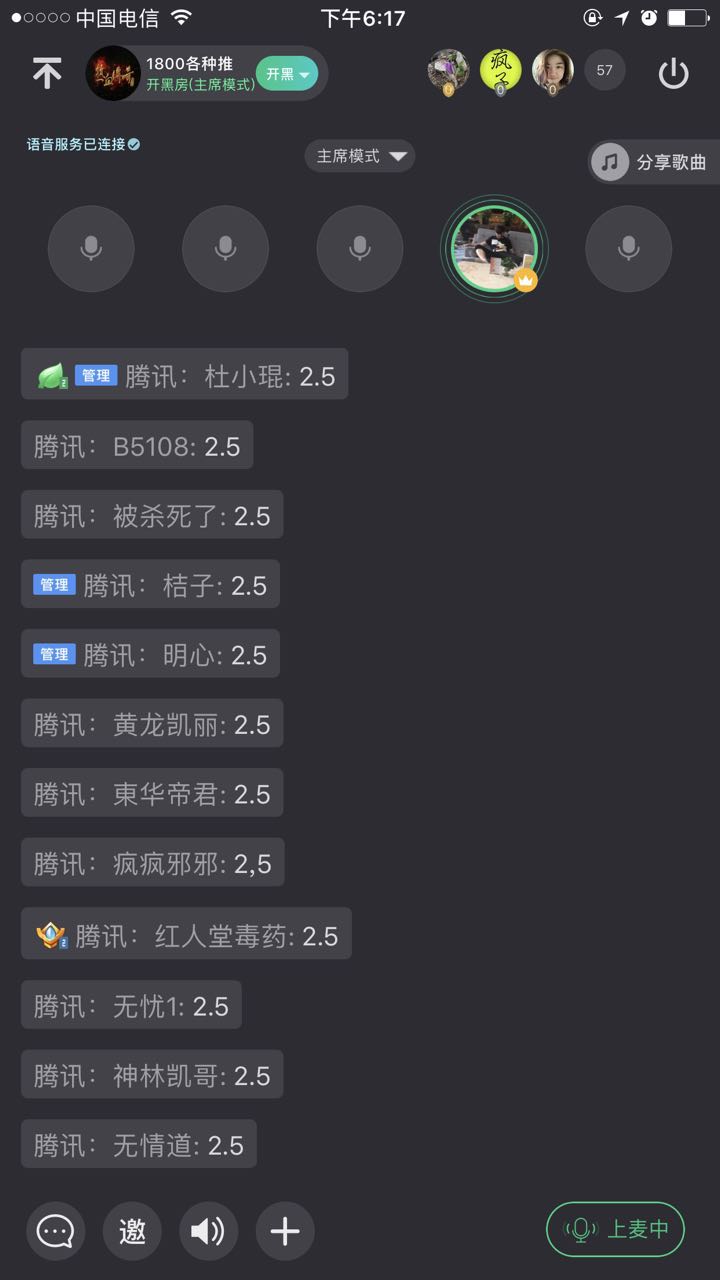 中国电信 下午6:17
1800各种推
开黑房(主席模式) 开黑
疯子 57
语音服务已连接
主席模式
分享歌曲
管理 腾讯：杜小琨: 2.5
腾讯：B5108: 2.5
腾讯：被杀死了: 2.5
管理 腾讯：桔子: 2.5
管理 腾讯：明心: 2.5
腾讯：黄龙凯丽: 2.5
腾讯：東华帝君: 2.5
腾讯：疯疯邪邪: 2,5
腾讯：红人堂毒药: 2.5
腾讯：无忧1: 2.5
腾讯：神林凯哥: 2.5
腾讯：无情道: 2.5
邀 上麦中